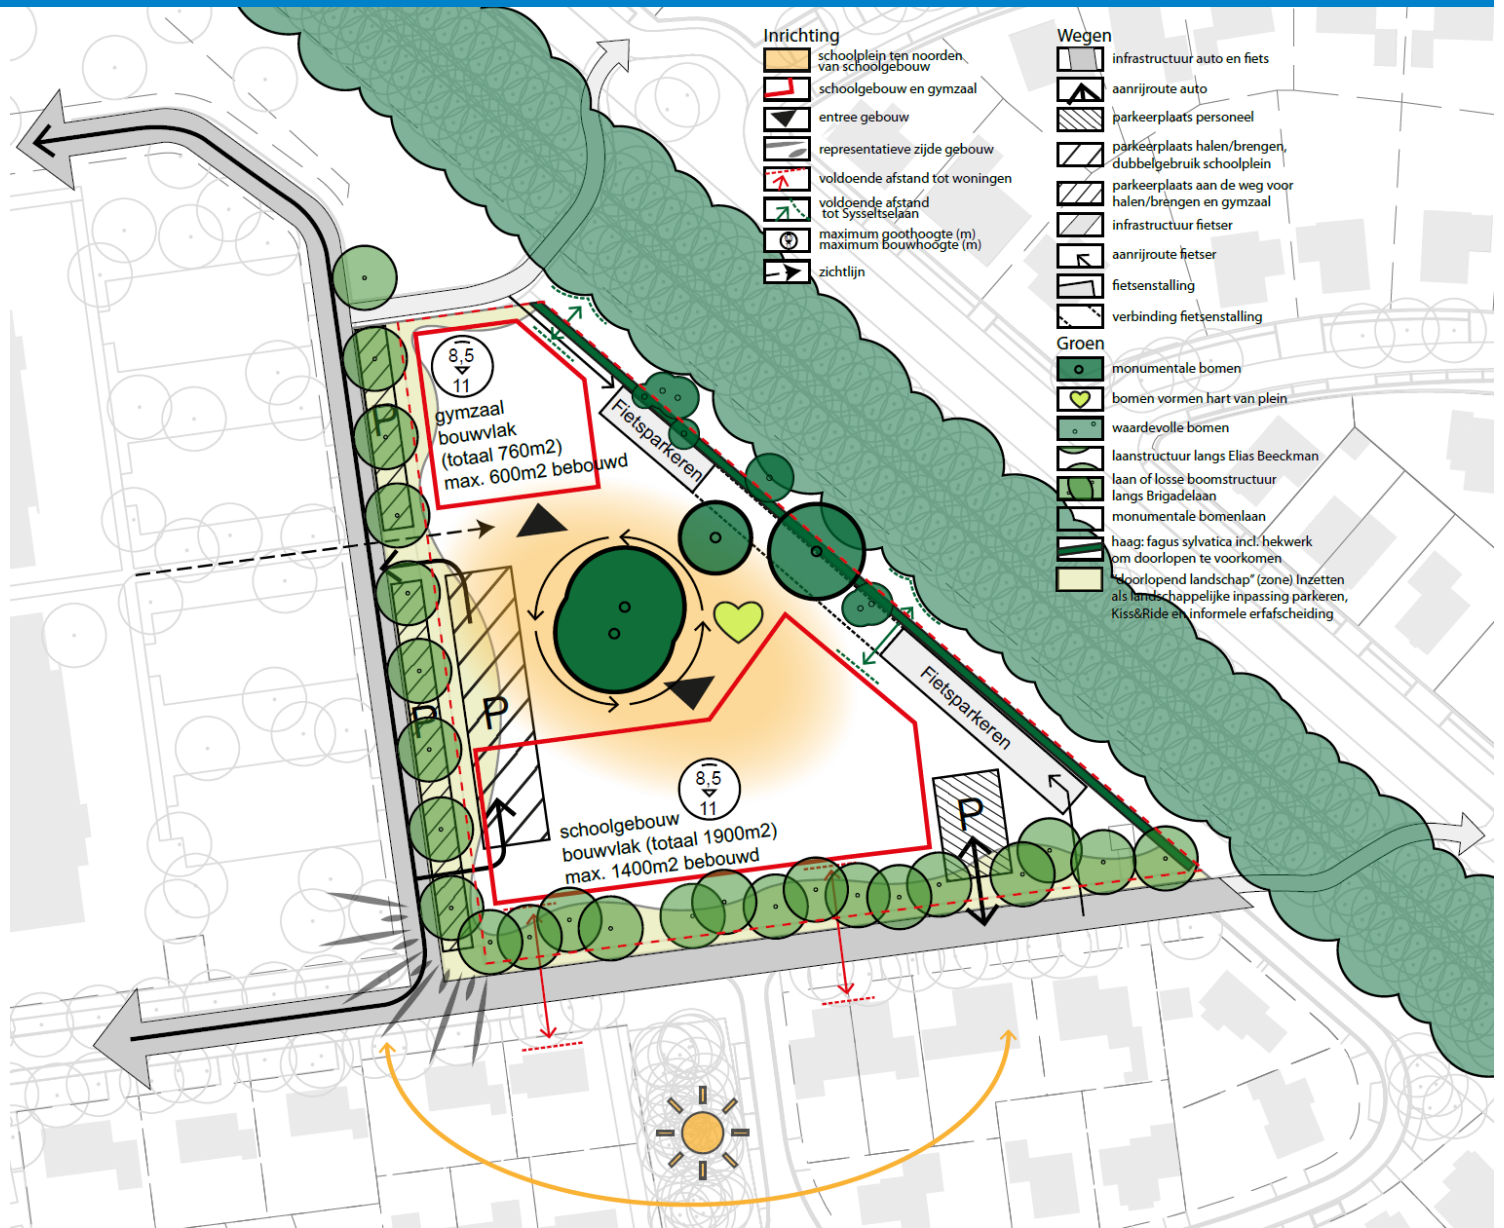 Inrichting
schoolplein ten noorden
van schoolgebouw
schoolgebouw en gymzaal
entree gebouw
representatieve zijde gebouw
voldoende afstand tot woningen
voldoende afstand
tot Sysseltselaan
maximum goothoogte (m)
maximum bouwhoogte (m)
zichtlijn
Wegen
infrastructuur auto en fiets
aanrijroute auto
parkeerplaats personeel
parkeerplaats halen/brengen,
dubbelgebruik schoolplein
parkeerplaats aan de weg voor
halen/brengen en gymzaal
infrastructuur fietser
aanrijroute fietser
fietsenstalling
verbinding fietsenstalling
Groen
monumentale bomen
bomen vormen hart van plein
waardevolle bomen
laanstructuur langs Elias Beeckman
laan of losse boomstructuur
langs Brigadelaan
monumentale bomenlaan
haag: fagus sylvatica incl. hekwerk
om doorlopen te voorkomen
"doorlopend landschap" (zone) Inzetten
als landschappelijke inpassing parkeren,
Kiss&Ride en informele erfafscheiding
8,5
11
gymzaal
bouwvlak
(totaal 760m2)
max. 600m2 bebouwd
Fietsparkeren
P
P
P
Fietsparkeren
8,5
11
P
schoolgebouw
bouwvlak (totaal 1900m2)
max. 1400m2 bebouwd